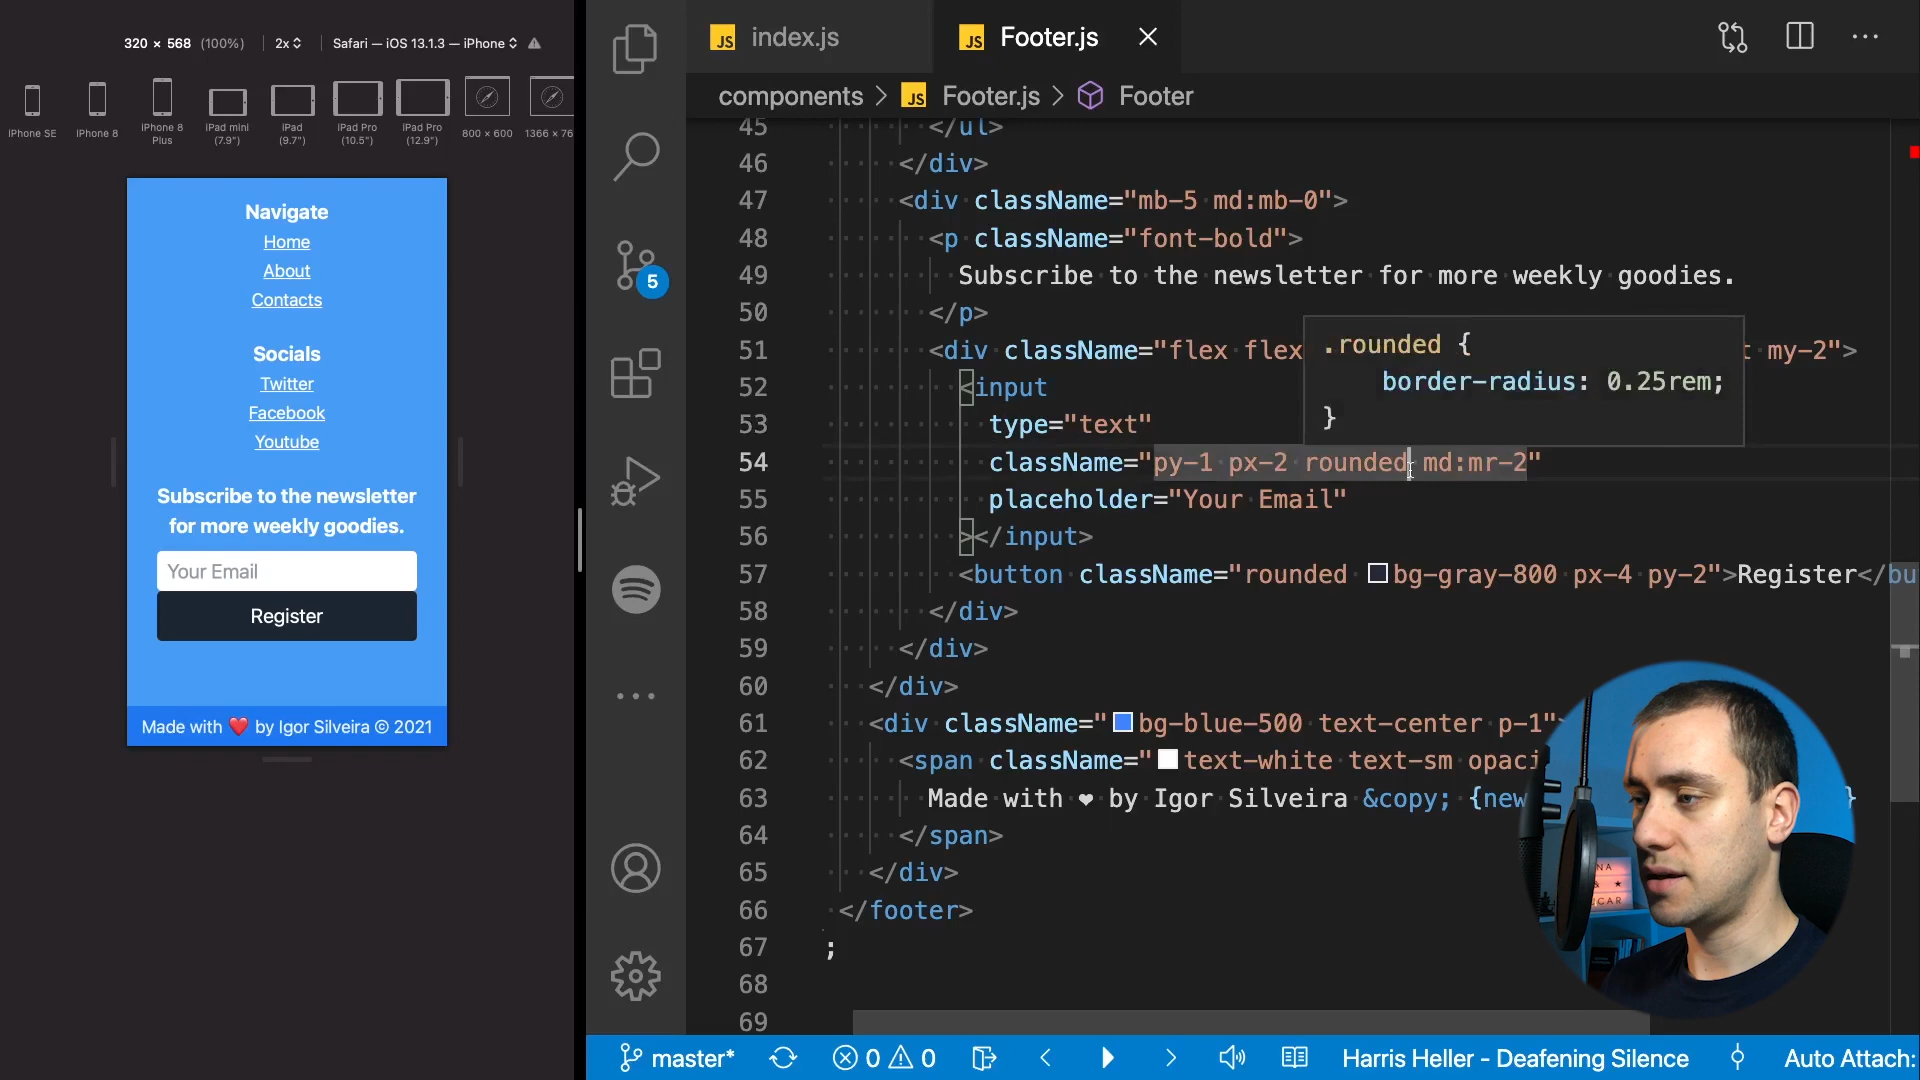 320 × 568 (100%) 2x Safari — iOS 13.1.3 — iPhone
iPhone SE
iPhone 8
iPhone 8 Plus
iPad mini (7.9")
iPad (9.7")
iPad Pro (10.5")
iPad Pro (12.9")
800 × 600
1366 × 76
Navigate
Home
About
Contacts
Socials
Twitter
Facebook
Youtube
Subscribe to the newsletter
for more weekly goodies.
Your Email
Register
Made with ❤️ by Igor Silveira © 2021
5
JS index.js
JS Footer.js
components > JS Footer.js > Footer
45 </ul>
46 </div>
47 <div className="mb-5 md:mb-0">
48 <p className="font-bold">
49 Subscribe to the newsletter for more weekly goodies.
50 </p>
51 <div className="flex flex t my-2">
.rounded {
border-radius: 0.25rem;
}
52 <input
53 type="text"
54 className="py-1 px-2 rounded md:mr-2"
55 placeholder="Your Email"
56 ></input>
57 <button className="rounded bg-gray-800 px-4 py-2">Register</bu
58 </div>
59 </div>
60 </div>
61 <div className="bg-blue-500 text-center p-1">
62 <span className="text-white text-sm opaci
63 Made with ❤ by Igor Silveira &copy; {new }
64 </span>
65 </div>
66 </footer>
67 ;
68
69
NA
&
CAR
master* 0 0 Harris Heller - Deafening Silence Auto Attach: